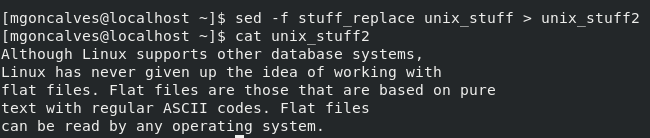 [mgoncalves@localhost ~]$ sed -f stuff_replace unix_stuff > unix_stuff2
[mgoncalves@localhost ~]$ cat unix_stuff2
Although Linux supports other database systems,
Linux has never given up the idea of working with
flat files. Flat files are those that are based on pure
text with regular ASCII codes. Flat files
can be read by any operating system.